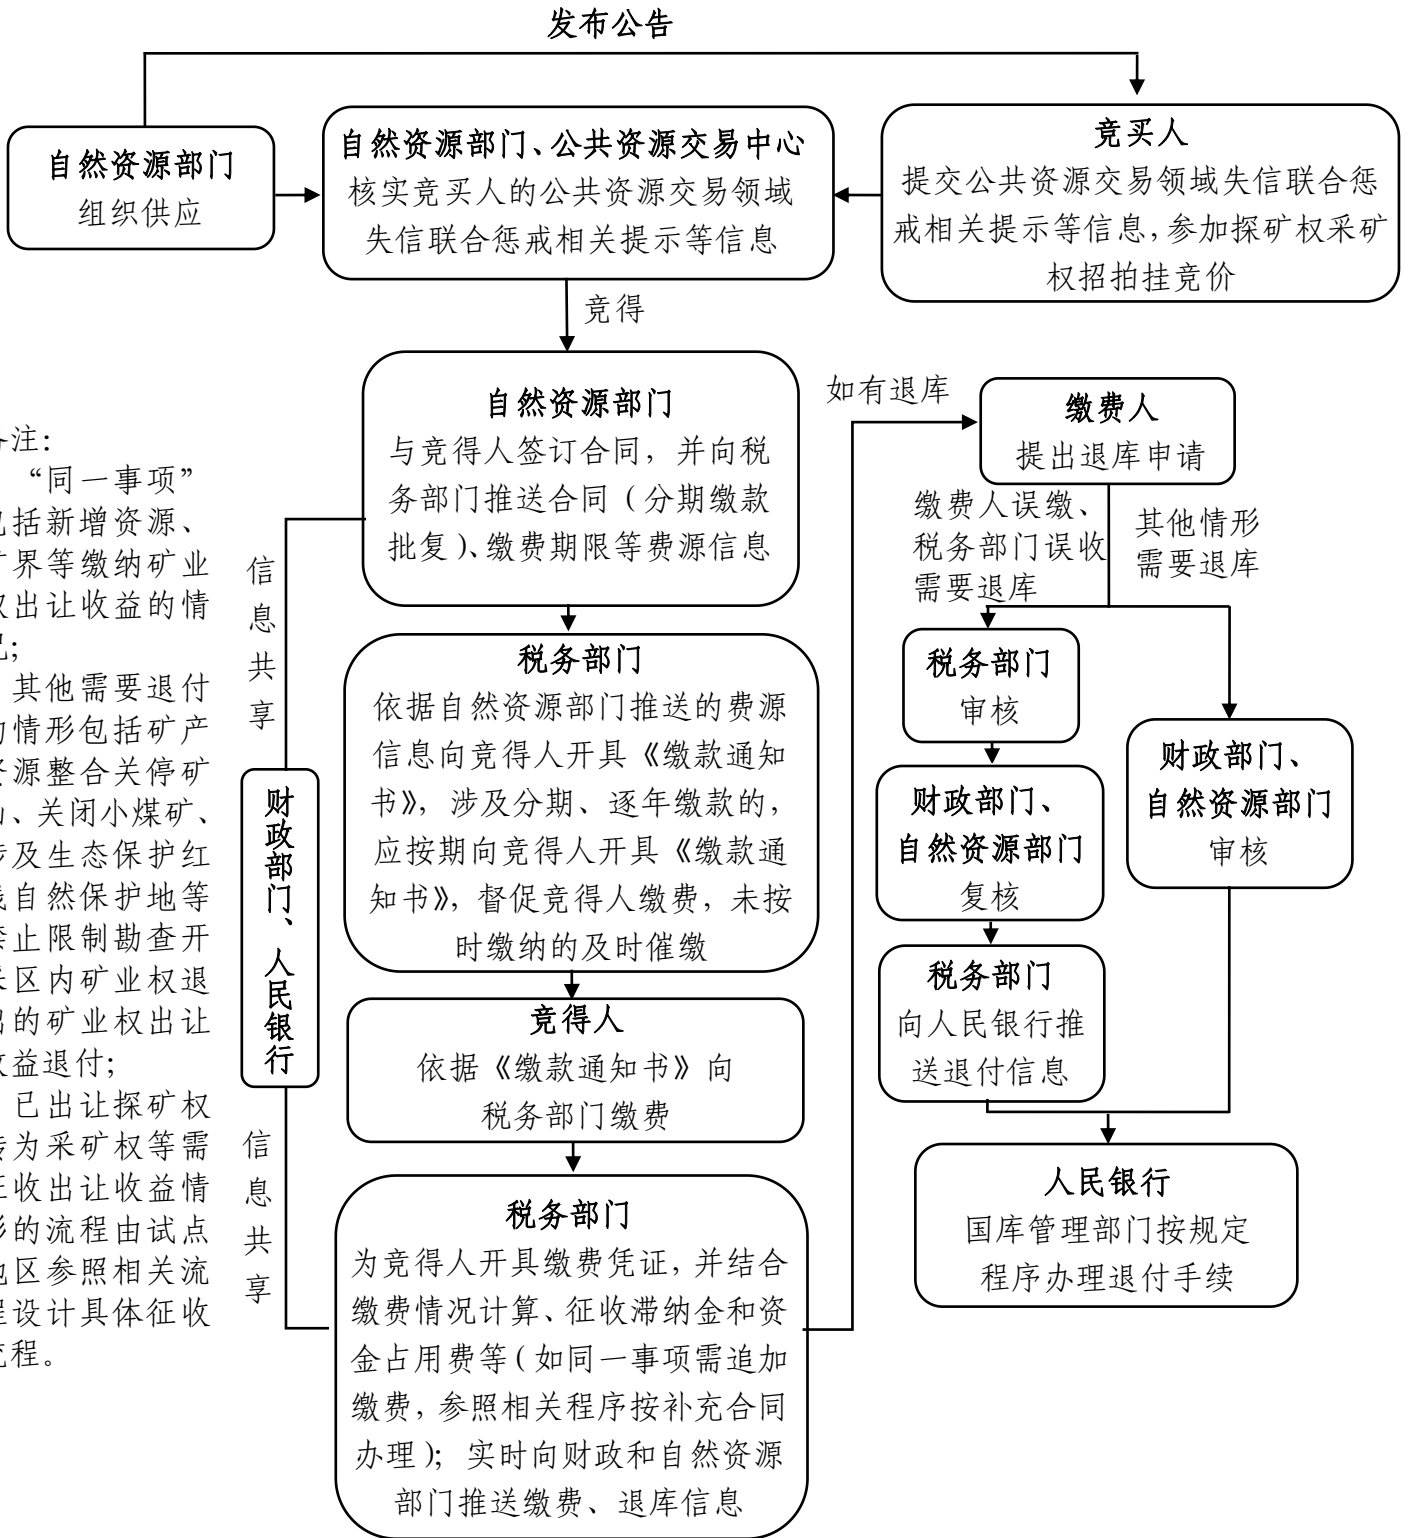 发布公告
自然资源部门
组织供应
自然资源部门、公共资源交易中心
核实竞买人的公共资源交易领域
失信联合惩戒相关提示等信息
竞买人
提交公共资源交易领域失信联合惩
戒相关提示等信息,参加探矿权采矿
权招拍挂竞价
竞得
自然资源部门
与竞得人签订合同，并向税
务部门推送合同（分期缴款
批复）、缴费期限等费源信息
税务部门
依据自然资源部门推送的费源
信息向竞得人开具《缴款通知
书》，涉及分期、逐年缴款的，
应按期向竞得人开具《缴款通
知书》，督促竞得人缴费，未按
时缴纳的及时催缴
竞得人
依据《缴款通知书》向
税务部门缴费
税务部门
为竞得人开具缴费凭证,并结合
缴费情况计算、征收滞纳金和资
金占用费等（如同一事项需追加
缴费,参照相关程序按补充合同
办理）；实时向财政和自然资源
部门推送缴费、退库信息
信息共享
财政部门、人民银行
信息共享
如有退库
缴费人
提出退库申请
缴费人误缴、
税务部门误收
需要退库
其他情形
需要退库
税务部门
审核
财政部门、
自然资源部门
复核
税务部门
向人民银行推
送退付信息
财政部门、
自然资源部门
审核
人民银行
国库管理部门按规定
程序办理退付手续
注：
“同一事项”
括新增资源、
界等缴纳矿业
出让收益的情
；
其他需要退付
情形包括矿产
源整合关停矿
、关闭小煤矿、
及生态保护红
自然保护地等
止限制勘查开
区内矿业权退
的矿业权出让
益退付；
已出让探矿权
为采矿权等需
收出让收益情
的流程由试点
区参照相关流
设计具体征收
程。